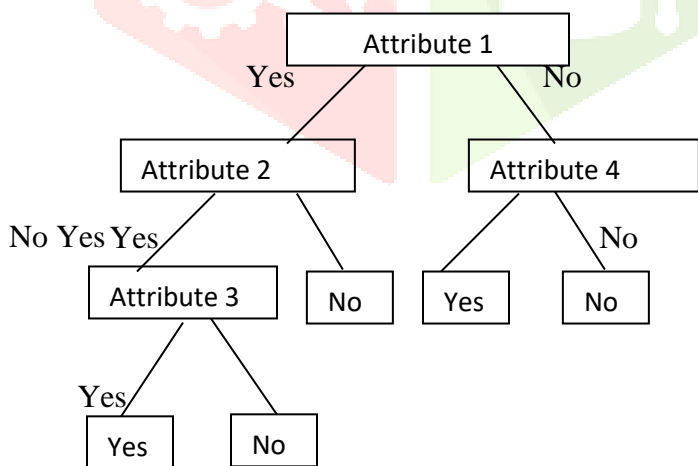 Attribute 1
Yes No
Attribute 2 Attribute 4
No Yes Yes No
Attribute 3 No Yes No
Yes
Yes No